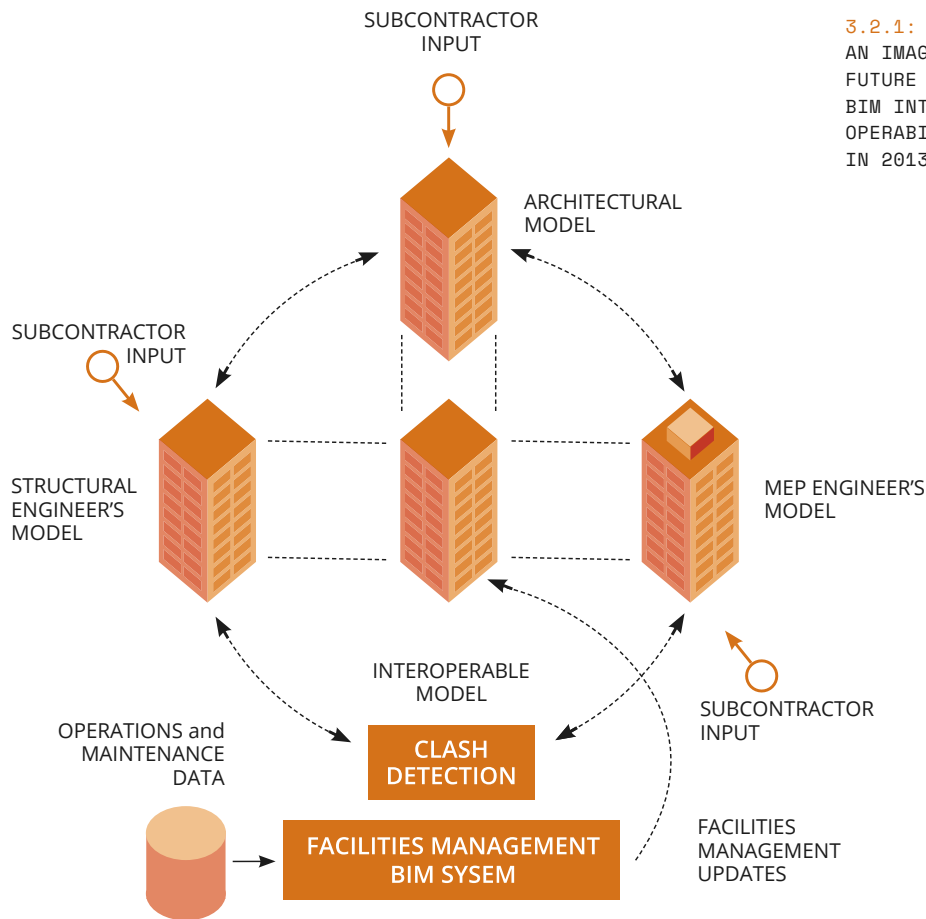 SUBCONTRACTOR
INPUT
3.2.1:
AN IMAG
FUTURE
BIM INT
OPERABI
IN 2013
ARCHITECTURAL
MODEL
SUBCONTRACTOR
INPUT
STRUCTURAL
ENGINEER’S
MODEL
MEP ENGINEER’S
MODEL
INTEROPERABLE
MODEL
SUBCONTRACTOR
INPUT
OPERATIONS and
MAINTENANCE
DATA
CLASH
DETECTION
FACILITIES MANAGEMENT
BIM SYSEM
FACILITIES
MANAGEMENT
UPDATES